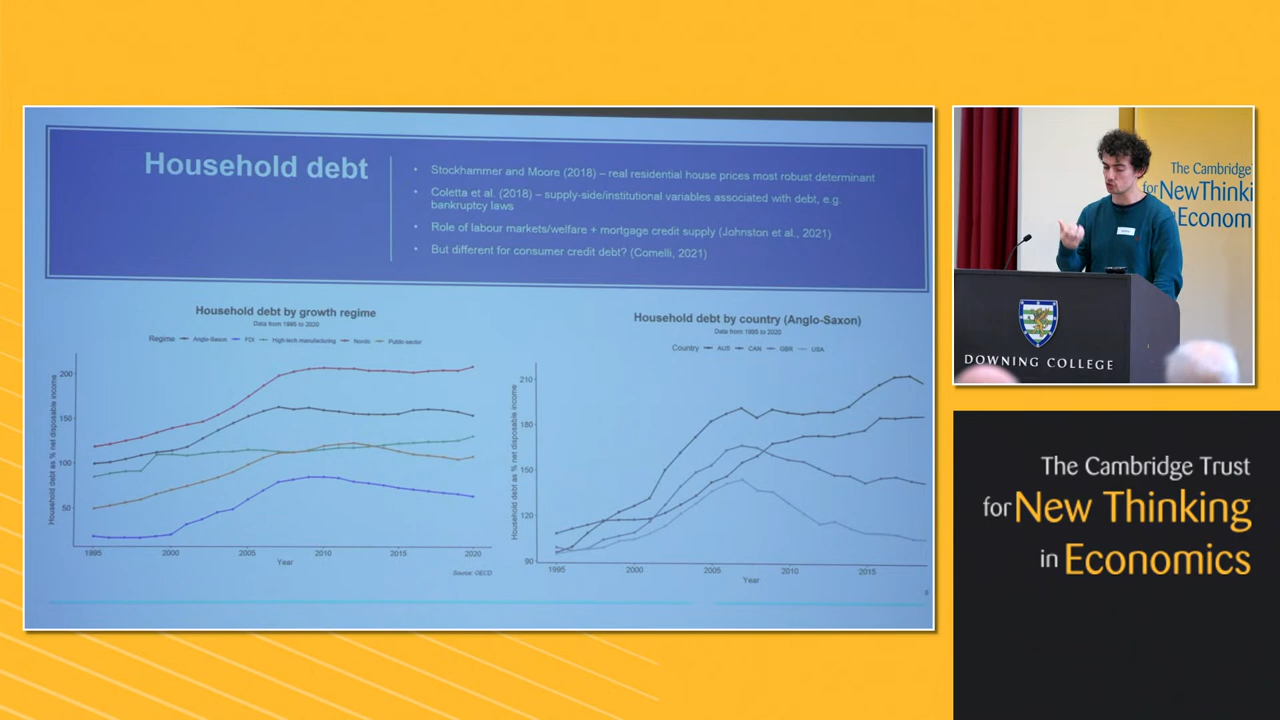 Household debt
• Stockhammer and Moore (2018) – real residential house prices most robust determinant
• Coletta et al. (2018) – supply-side/institutional variables associated with debt, e.g.
bankruptcy laws
• Role of labour markets/welfare + mortgage credit supply (Johnston et al., 2021)
• But different for consumer credit debt? (Comelli, 2021)
Household debt by growth regime
Data from 1995 to 2020
Regime Anglo-Saxon FDI High-tech manufacturing Nordic Public-sector
Household debt as % net disposable income
200
150
100
50
1995 2000 2005 2010 2015 2020
Year
Source: OECD
Household debt by country (Anglo-Saxon)
Data from 1995 to 2020
Country AUS CAN GBR USA
Household debt as % net disposable income
210
180
150
120
90
1995 2000 2005 2010 2015
Year
The Cambridge
for NewThinki
Econom
DOWNING COLLEGE
The Cambridge Trust
for New Thinking
in Economics